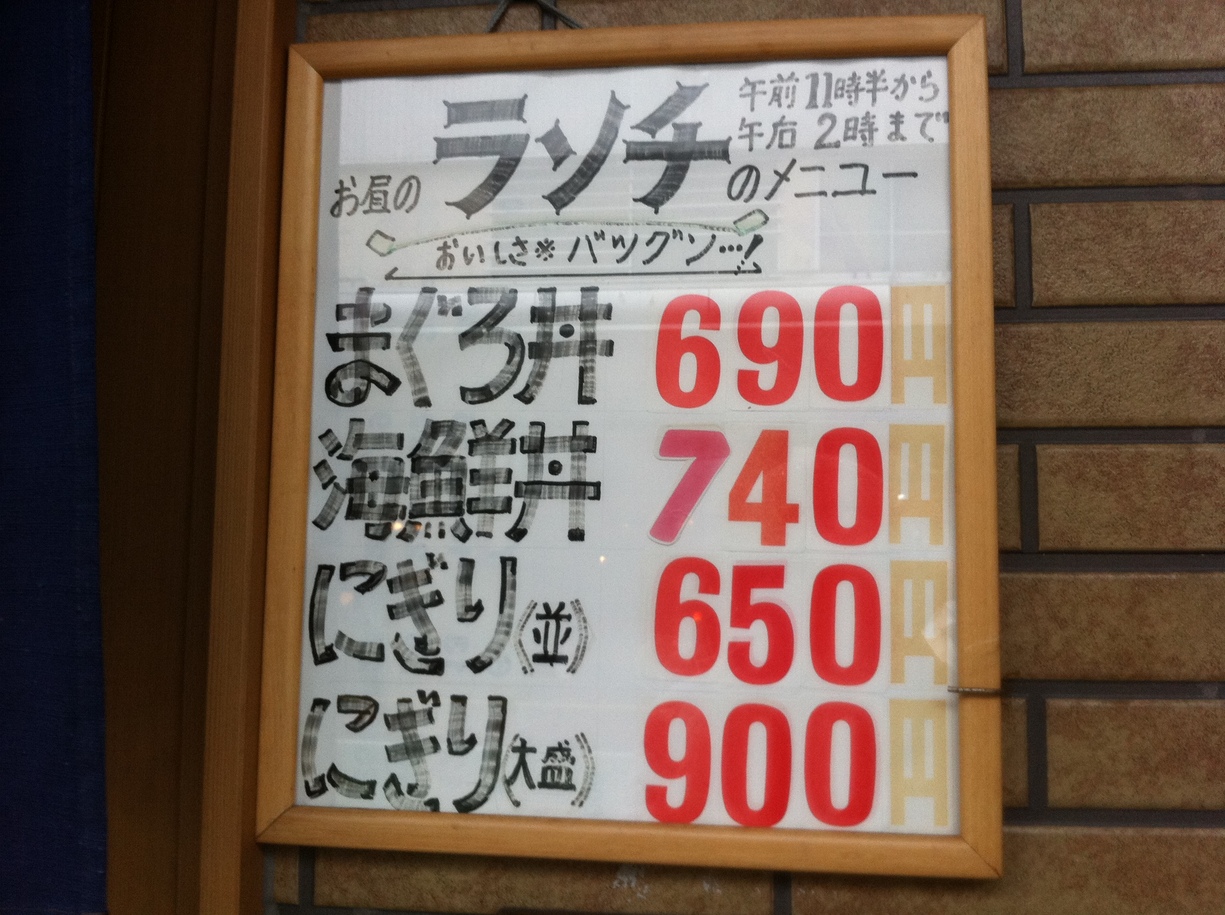 午前11時半から
午后2時まで
お昼のランチのメニュー
おいしさ※バツグン…!
まぐろ丼 690円
海鮮丼 740円
にぎり(並) 650円
にぎり(大盛) 900円